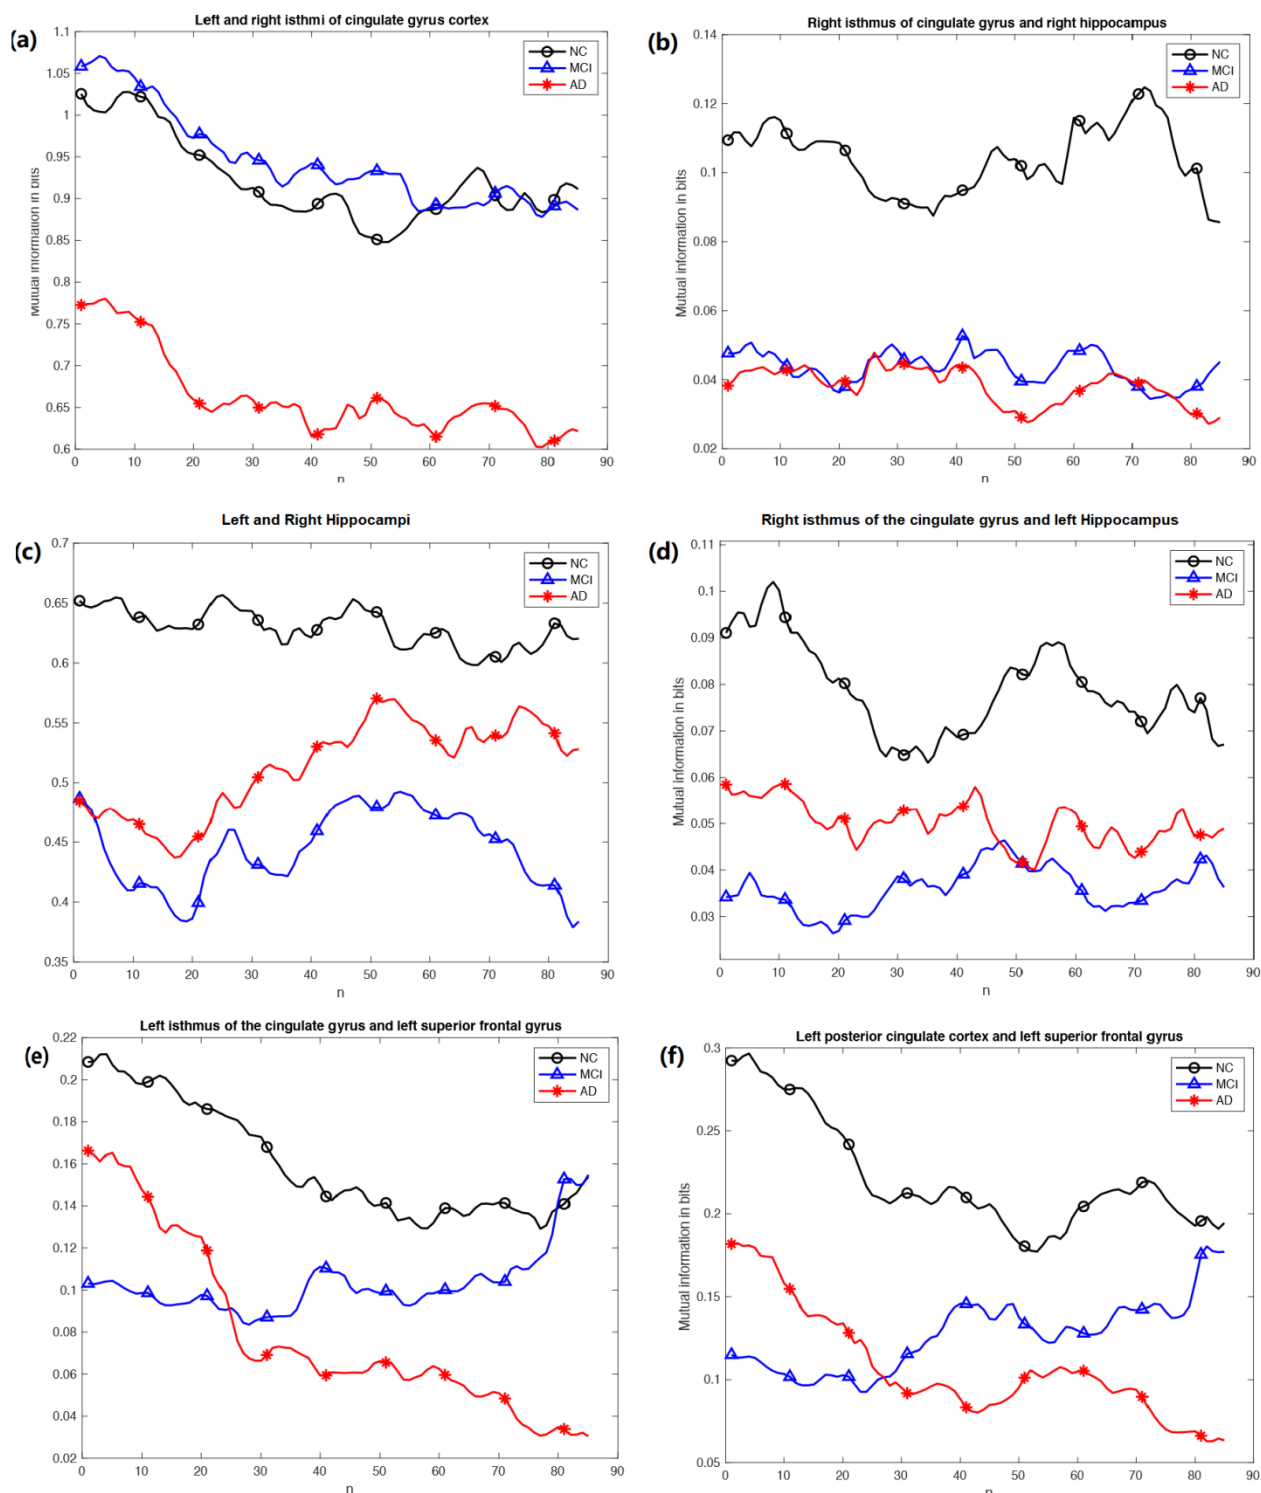 (a)
Left and right isthmi of cingulate gyrus cortex
NC
MCI
AD
Mutual information in bits
1.1
1.05
1
0.95
0.9
0.85
0.8
0.75
0.7
0.65
0.6
0 10 20 30 40 50 60 70 80 90
n
(b)
Right isthmus of cingulate gyrus and right hippocampus
NC
MCI
AD
Mutual information in bits
0.14
0.12
0.1
0.08
0.06
0.04
0.02
0 10 20 30 40 50 60 70 80 90
n
(c)
Left and Right Hippocampi
NC
MCI
AD
0.7
0.65
0.6
0.55
0.5
0.45
0.4
0.35
0 10 20 30 40 50 60 70 80 90
n
(d)
Right isthmus of the cingulate gyrus and left Hippocampus
NC
MCI
AD
Mutual information in bits
0.11
0.1
0.09
0.08
0.07
0.06
0.05
0.04
0.03
0 10 20 30 40 50 60 70 80 90
n
(e)
Left isthmus of the cingulate gyrus and left superior frontal gyrus
NC
MCI
AD
0.22
0.2
0.18
0.16
0.14
0.12
0.1
0.08
0.06
0.04
0.02
0 10 20 30 40 50 60 70 80 90
n
(f)
Left posterior cingulate cortex and left superior frontal gyrus
NC
MCI
AD
Mutual information in bits
0.3
0.25
0.2
0.15
0.1
0.05
0 10 20 30 40 50 60 70 80 90
n